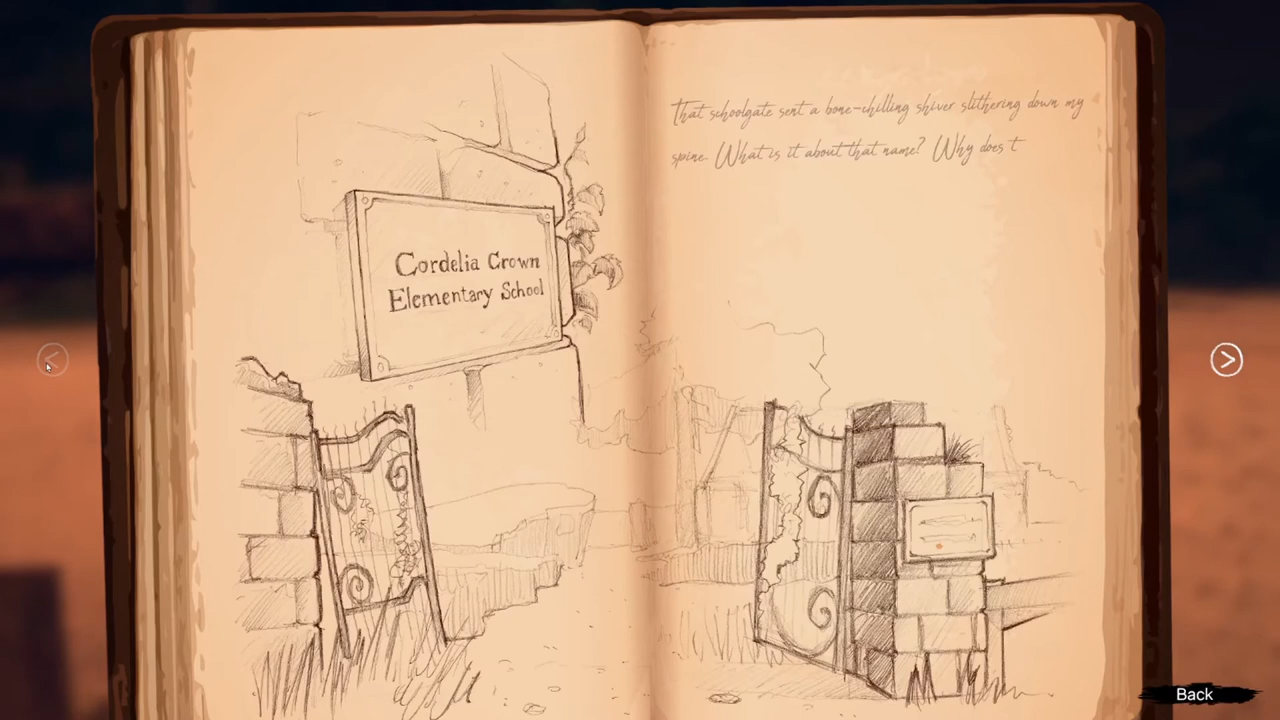 Cordelia Crown
Elementary School
That schoolgate sent a bone-chilling shiver slithering down my
spine. What is it about that name? Why does t
Back